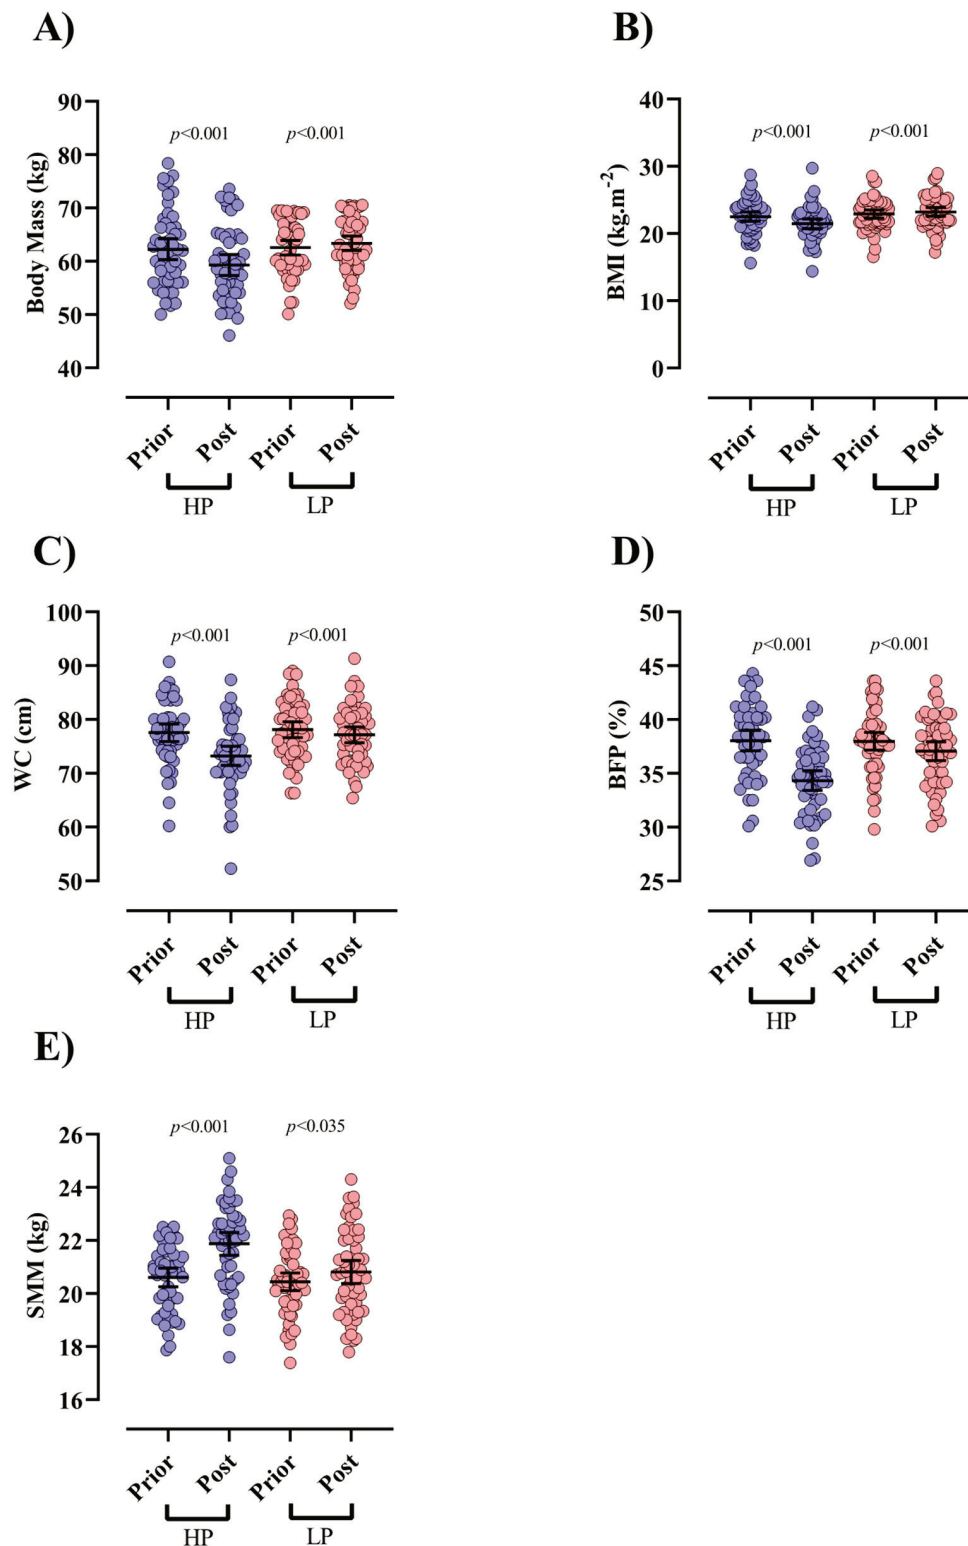 A)
Body Mass (kg)
90
80
70
60
50
40
p<0.001 p<0.001
Prior Post Prior Post
HP LP
B)
BMI (kg.m-2)
40
30
20
10
0
p<0.001 p<0.001
Prior Post Prior Post
HP LP
C)
WC (cm)
100
90
80
70
60
50
p<0.001 p<0.001
Prior Post Prior Post
HP LP
D)
BFP (%)
50
45
40
35
30
25
p<0.001 p<0.001
Prior Post Prior Post
HP LP
E)
SMM (kg)
26
24
22
20
18
16
p<0.001 p<0.035
Prior Post Prior Post
HP LP